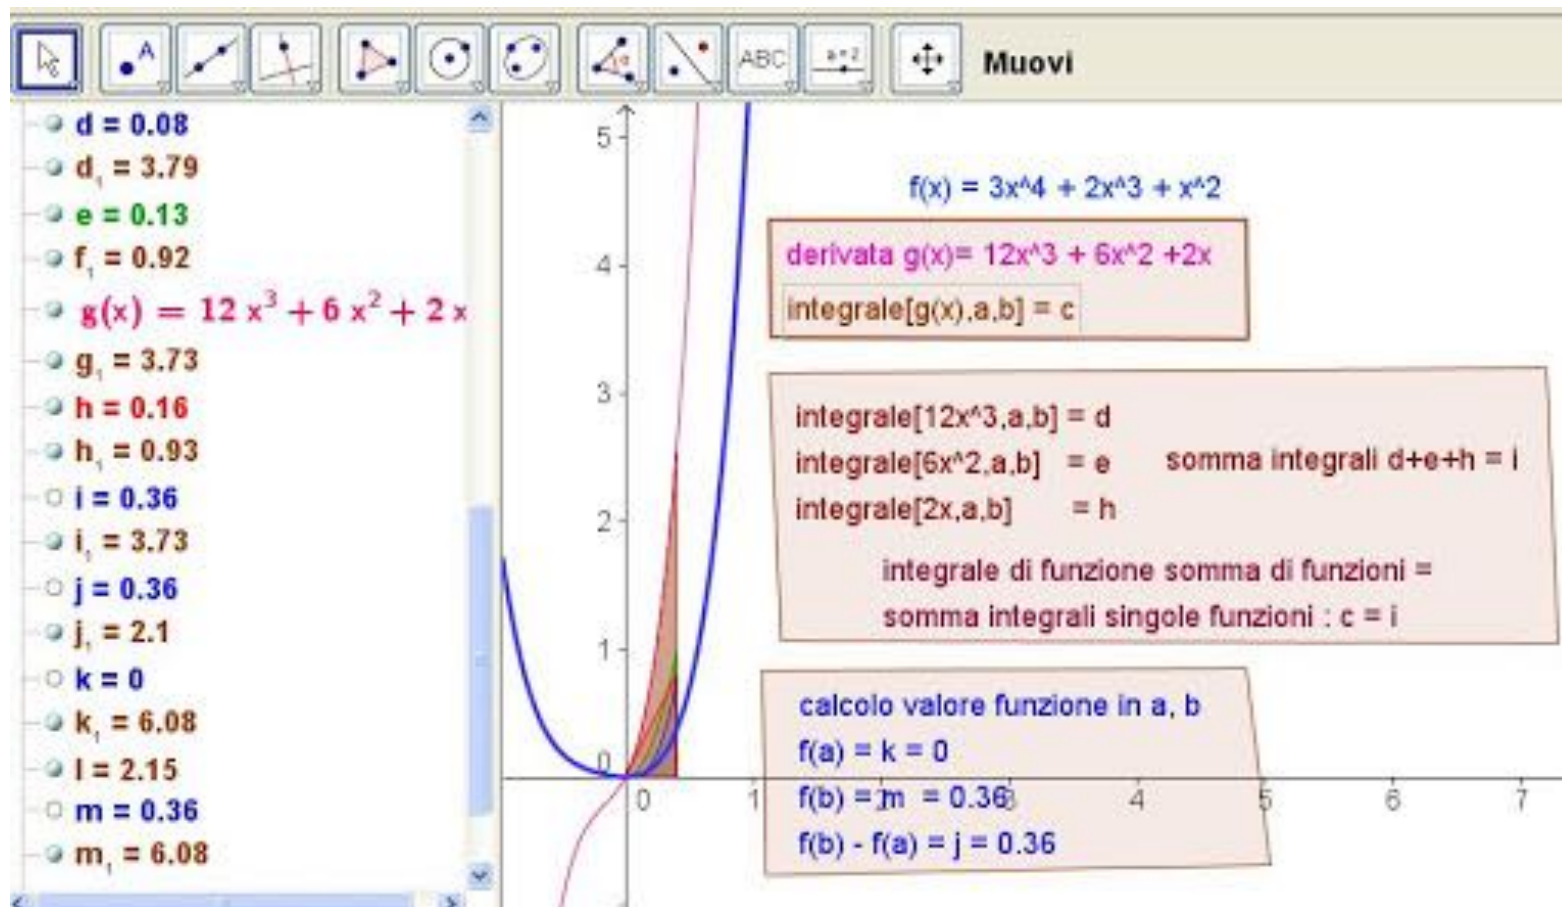 A
ABC
a=2
Muovi
d = 0.08
d₁ = 3.79
e = 0.13
f₁ = 0.92
g(x) = 12 x³ + 6 x² + 2 x
g₁ = 3.73
h = 0.16
h₁ = 0.93
i = 0.36
i₁ = 3.73
j = 0.36
j₁ = 2.1
k = 0
k₁ = 6.08
l = 2.15
m = 0.36
m₁ = 6.08
5
4
3
2
1
0
0 1 4 5 6 7
f(x) = 3x^4 + 2x^3 + x^2
derivata g(x)= 12x^3 + 6x^2 +2x
integrale[g(x),a,b] = c
integrale[12x^3,a,b] = d
integrale[6x^2,a,b] = e
somma integrali d+e+h = i
integrale[2x,a,b] = h
integrale di funzione somma di funzioni =
somma integrali singole funzioni : c = i
calcolo valore funzione in a, b
f(a) = k = 0
f(b) = m = 0.36
f(b) - f(a) = j = 0.36